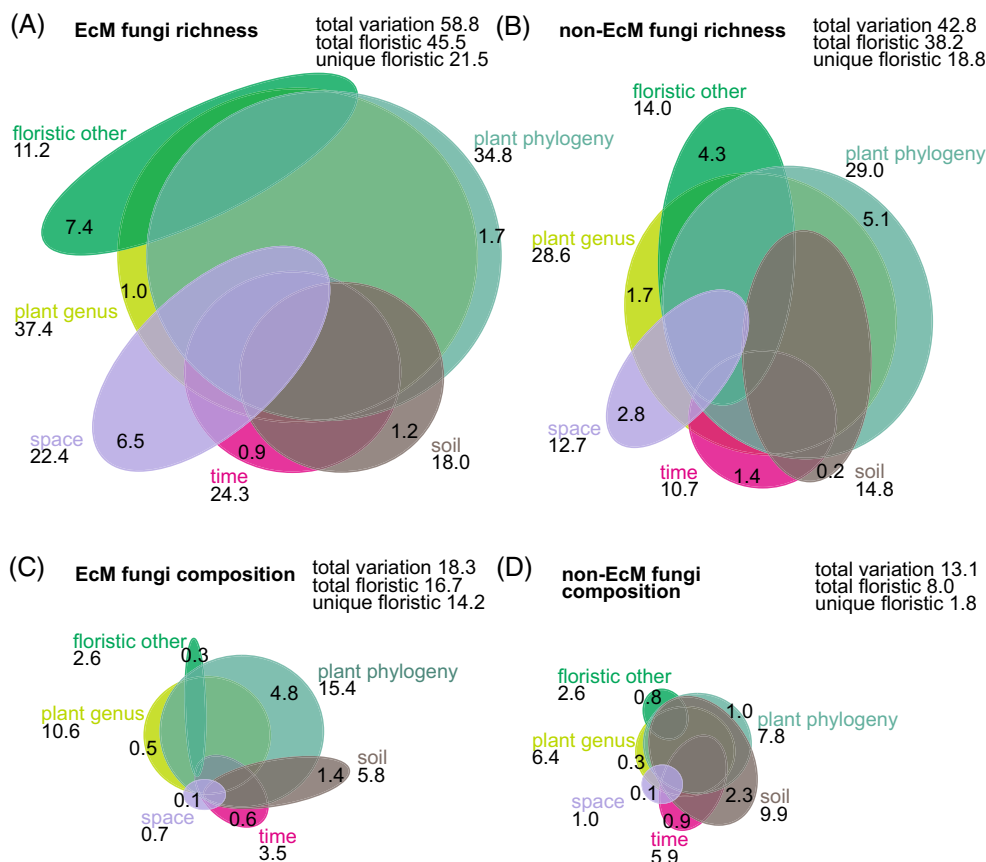 (A) EcM fungi richness
total variation 58.8
total floristic 45.5
unique floristic 21.5
floristic other
11.2
plant phylogeny
34.8
7.4
1.7
1.0
plant genus
37.4
space
22.4
6.5
0.9
1.2
time
24.3
soil
18.0
(B) non-EcM fungi richness
total variation 42.8
total floristic 38.2
unique floristic 18.8
floristic other
14.0
4.3
plant phylogeny
29.0
5.1
plant genus
28.6
1.7
2.8
space
12.7
time
10.7
1.4
0.2
soil
14.8
(C) EcM fungi composition
total variation 18.3
total floristic 16.7
unique floristic 14.2
floristic other
2.6
0.3
plant phylogeny
15.4
4.8
plant genus
10.6
0.5
soil
5.8
1.4
0.1
space
0.7
0.6
time
3.5
(D) non-EcM fungi
composition
total variation 13.1
total floristic 8.0
unique floristic 1.8
floristic other
2.6
0.8
1.0
plant phylogeny
7.8
plant genus
6.4
0.3
0.1
space
1.0
2.3
soil
9.9
0.9
time
5.9